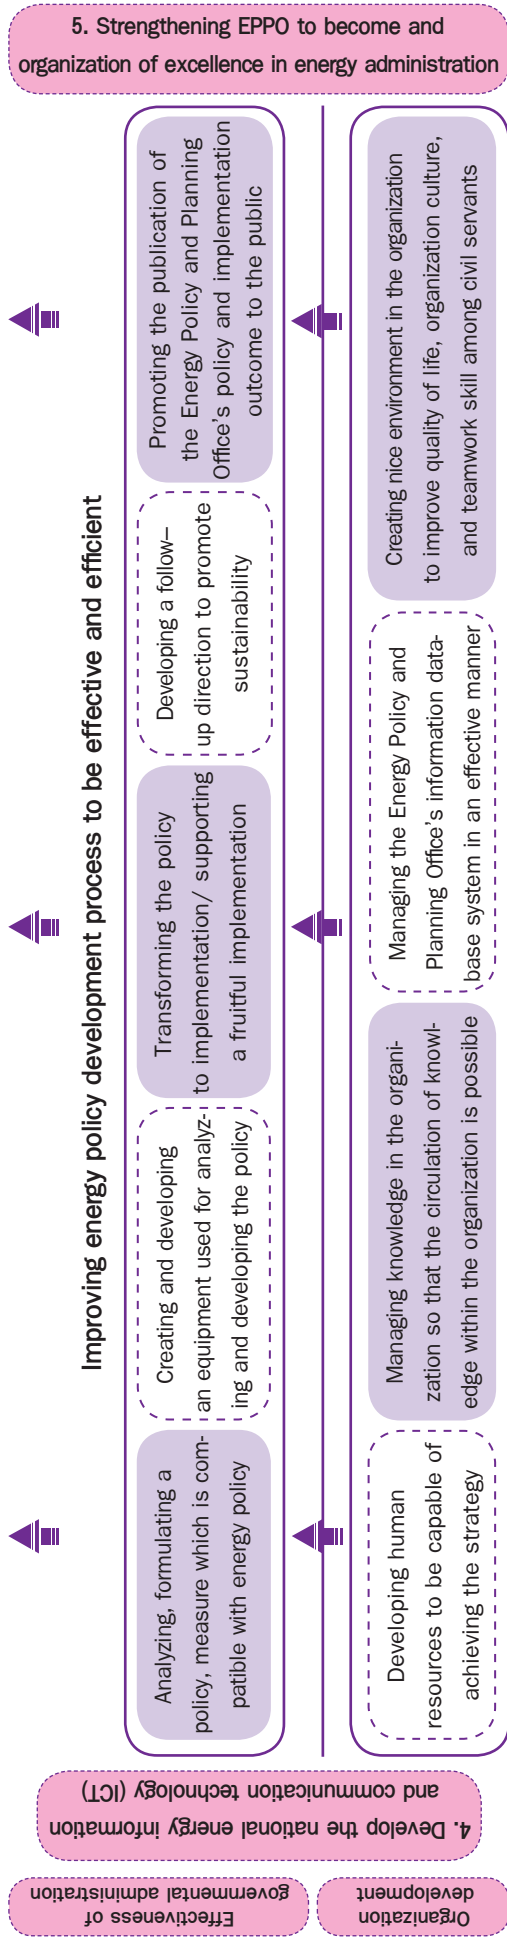 5. Strengthening EPPO to become and
organization of excellence in energy administration
Improving energy policy development process to be effective and efficient
Analyzing, formulating a
policy, measure which is com-
patible with energy policy
Creating and developing
an equipment used for analyz-
ing and developing the policy
Transforming the policy
to implementation/ supporting
a fruitful implementation
Developing a follow–
up direction to promote
sustainability
Promoting the publication of
the Energy Policy and Planning
Office's policy and implementation
outcome to the public
Developing human
resources to be capable of
achieving the strategy
Managing knowledge in the organi-
zation so that the circulation of knowl-
edge within the organization is possible
Managing the Energy Policy and
Planning Office's information data-
base system in an effective manner
Creating nice environment in the organization
to improve quality of life, organization culture,
and teamwork skill among civil servants
4. Develop the national energy information
and communication technology (ICT)
Effectiveness of
governmental administration
Organization
development